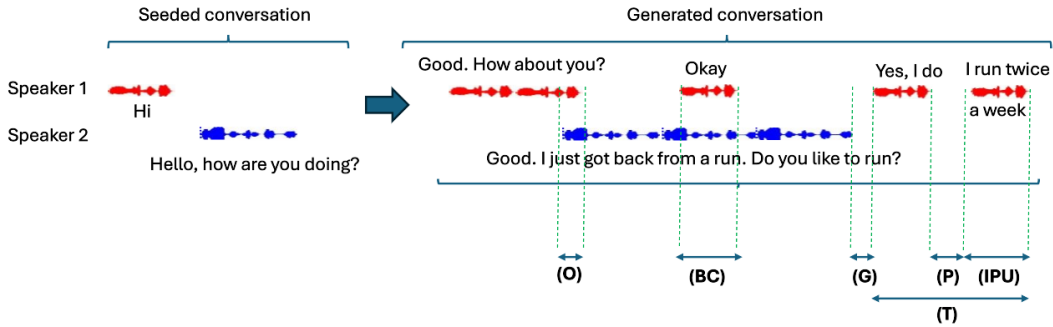 Seeded conversation
Generated conversation
Speaker 1
Hi
Good. How about you?
Okay
Yes, I do
I run twice
a week
Speaker 2
Hello, how are you doing?
Good. I just got back from a run. Do you like to run?
(O)
(BC)
(G)
(P)
(IPU)
(T)